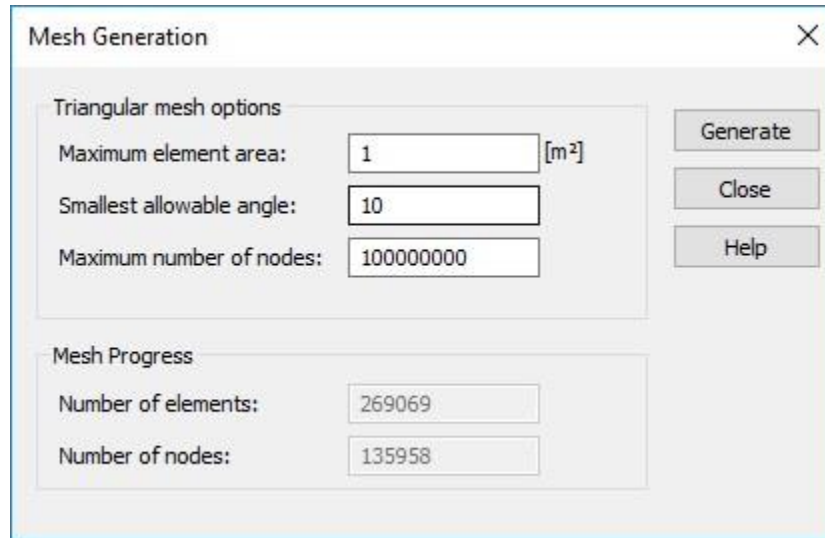 Mesh Generation
Triangular mesh options
Maximum element area: 1 [m²]
Smallest allowable angle: 10
Maximum number of nodes: 100000000
Generate
Close
Help
Mesh Progress
Number of elements: 269069
Number of nodes: 135958